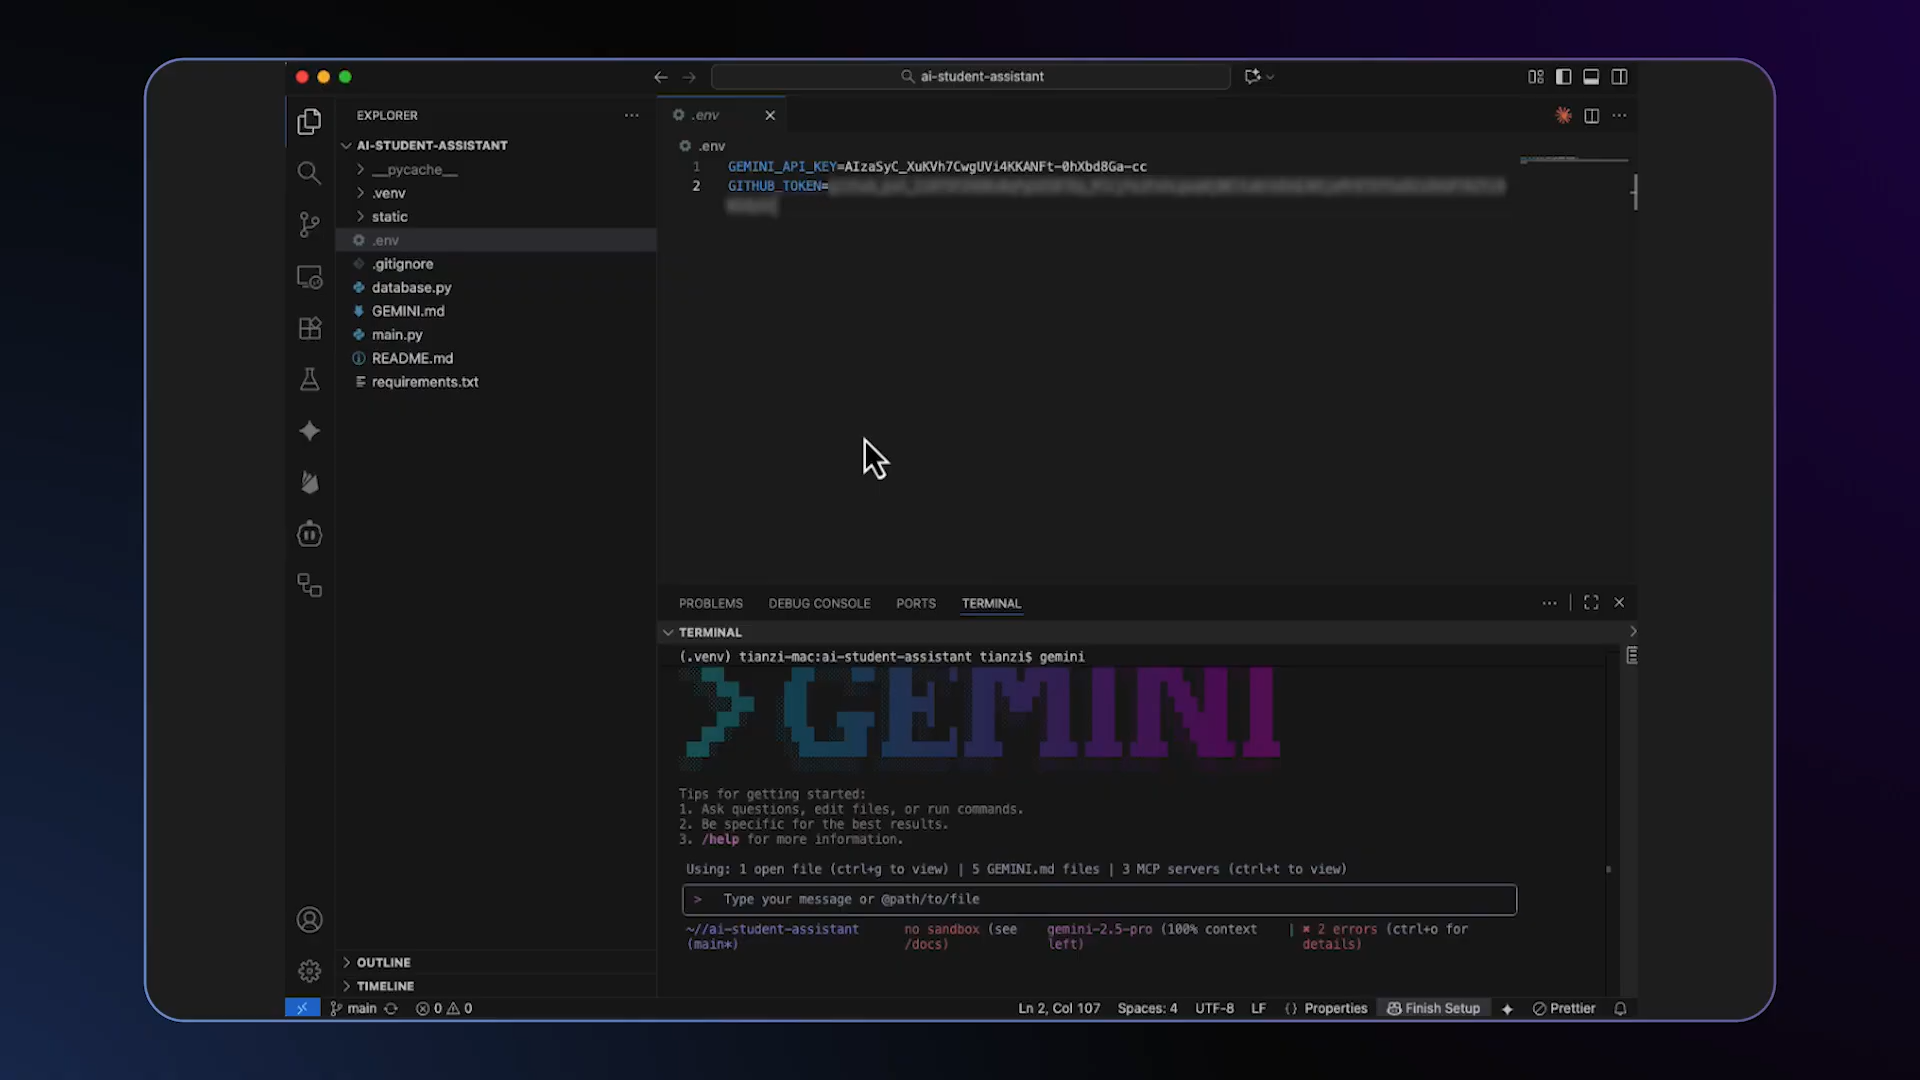 ai-student-assistant
EXPLORER
AI-STUDENT-ASSISTANT
__pycache__
.venv
static
.env
.gitignore
database.py
GEMINI.md
main.py
README.md
requirements.txt
OUTLINE
TIMELINE
.env
.env
1 GEMINI_API_KEY=AIzaSyC_XuKVh7CwgUVi4KKANFt-0hXbd8Ga-cc
2 GITHUB_TOKEN=
PROBLEMS DEBUG CONSOLE PORTS TERMINAL
TERMINAL
(.venv) tianzi-mac:ai-student-assistant tianzi$ gemini
>GEMINI
Tips for getting started:
1. Ask questions, edit files, or run commands.
2. Be specific for the best results.
3. /help for more information.
Using: 1 open file (ctrl+g to view) | 5 GEMINI.md files | 3 MCP servers (ctrl+t to view)
> Type your message or @path/to/file
~//ai-student-assistant no sandbox (see gemini-2.5-pro (100% context | ✖ 2 errors (ctrl+o for
(main*) /docs) left) details)
main 0 0 Ln 2, Col 107 Spaces: 4 UTF-8 LF {} Properties Finish Setup Prettier